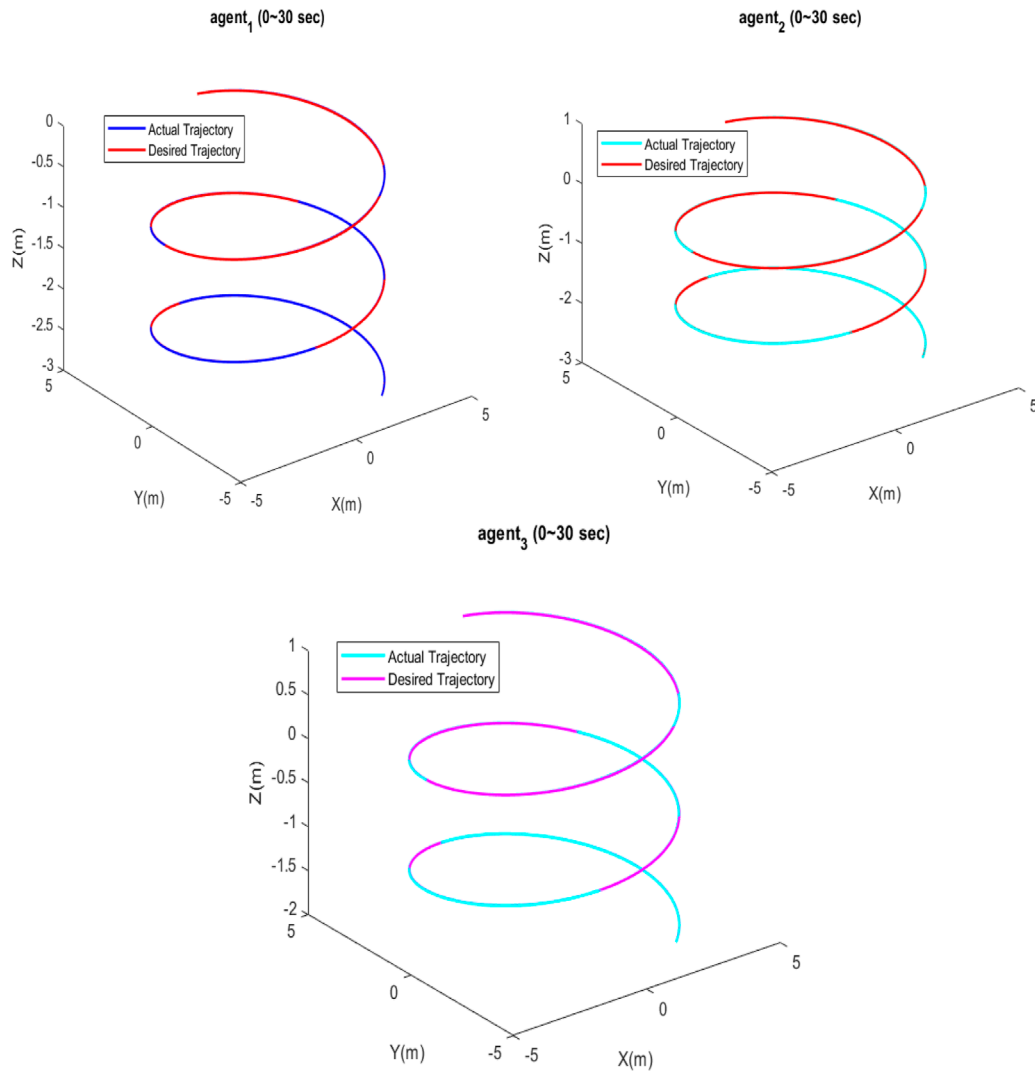 agent1 (0~30 sec)
0
-0.5
-1
-1.5
-2
-2.5
-3
Z(m)
Actual Trajectory
Desired Trajectory
5
0
-5
Y(m)
-5
0
5
X(m)
agent2 (0~30 sec)
1
0
-1
-2
-3
Z(m)
Actual Trajectory
Desired Trajectory
5
0
-5
Y(m)
-5
0
5
X(m)
agent3 (0~30 sec)
1
0.5
0
-0.5
-1
-1.5
-2
Z(m)
Actual Trajectory
Desired Trajectory
5
0
-5
Y(m)
-5
0
5
X(m)